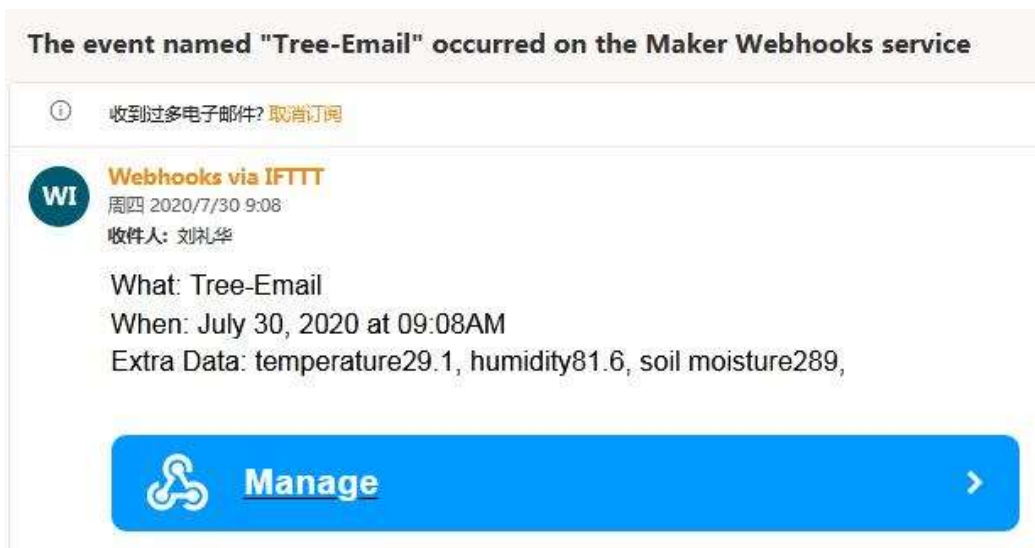 The event named "Tree-Email" occurred on the Maker Webhooks service
收到过多电子邮件? 取消订阅
WI
Webhooks via IFTTT
周四 2020/7/30 9:08
收件人: 刘礼华
What: Tree-Email
When: July 30, 2020 at 09:08AM
Extra Data: temperature29.1, humidity81.6, soil moisture289,
Manage